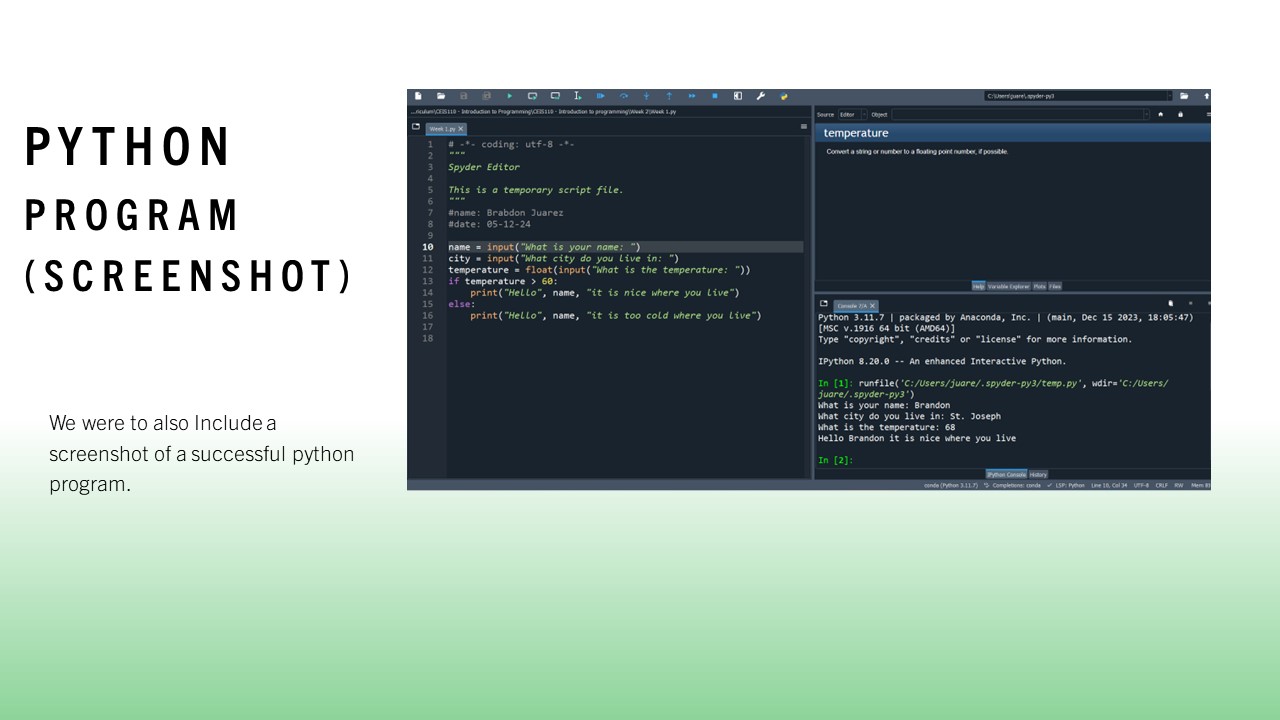 PYTHON
PROGRAM
(SCREENSHOT)
We were to also Include a
screenshot of a successful python
program.
C:\Users\juare\.spyder-py3
...riculum\CEIS110 - Introduction to Programming\CEIS110 - Introduction to programming\Week 2\Week 1.py
Week 1.py
1 # -*- coding: utf-8 -*-
2 """
3 Spyder Editor
4
5 This is a temporary script file.
6 """
7 #name: Brabdon Juarez
8 #date: 05-12-24
9
10 name = input("What is your name: ")
11 city = input("What city do you live in: ")
12 temperature = float(input("What is the temperature: "))
13 if temperature > 60:
14     print("Hello", name, "it is nice where you live")
15 else:
16     print("Hello", name, "it is too cold where you live")
17
18
Source Editor Object
temperature
Convert a string or number to a floating point number, if possible.
Help Variable Explorer Plots Files
Console 7/A
Python 3.11.7 | packaged by Anaconda, Inc. | (main, Dec 15 2023, 18:05:47)
[MSC v.1916 64 bit (AMD64)]
Type "copyright", "credits" or "license" for more information.
IPython 8.20.0 -- An enhanced Interactive Python.
In [1]: runfile('C:/Users/juare/.spyder-py3/temp.py', wdir='C:/Users/
juare/.spyder-py3')
What is your name: Brandon
What city do you live in: St. Joseph
What is the temperature: 68
Hello Brandon it is nice where you live
In [2]:
IPython Console History
conda (Python 3.11.7) Completions: conda LSP: Python Line 10, Col 34 UTF-8 CRLF RW Mem